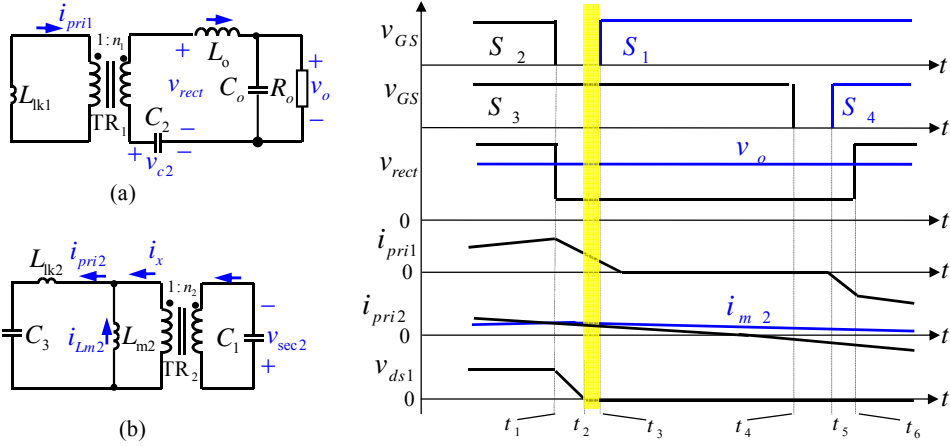 i_pri1
1:n_1
+
L_o
+
L_lk1
TR_1
v_rect
C_o
R_o
v_o
C_2
−
−
−
+
v_c2
(a)
L_lk2
i_pri2
i_x
1:n_2
−
C_3
i_Lm2
L_m2
TR_2
C_1
v_sec2
+
(b)
v_GS
S_2
S_1
t
v_GS
S_3
S_4
t
v_rect
v_o
0
t
i_pri1
0
t
i_pri2
i_m2
0
t
v_ds1
0
t
t_1
t_2
t_3
t_4
t_5
t_6